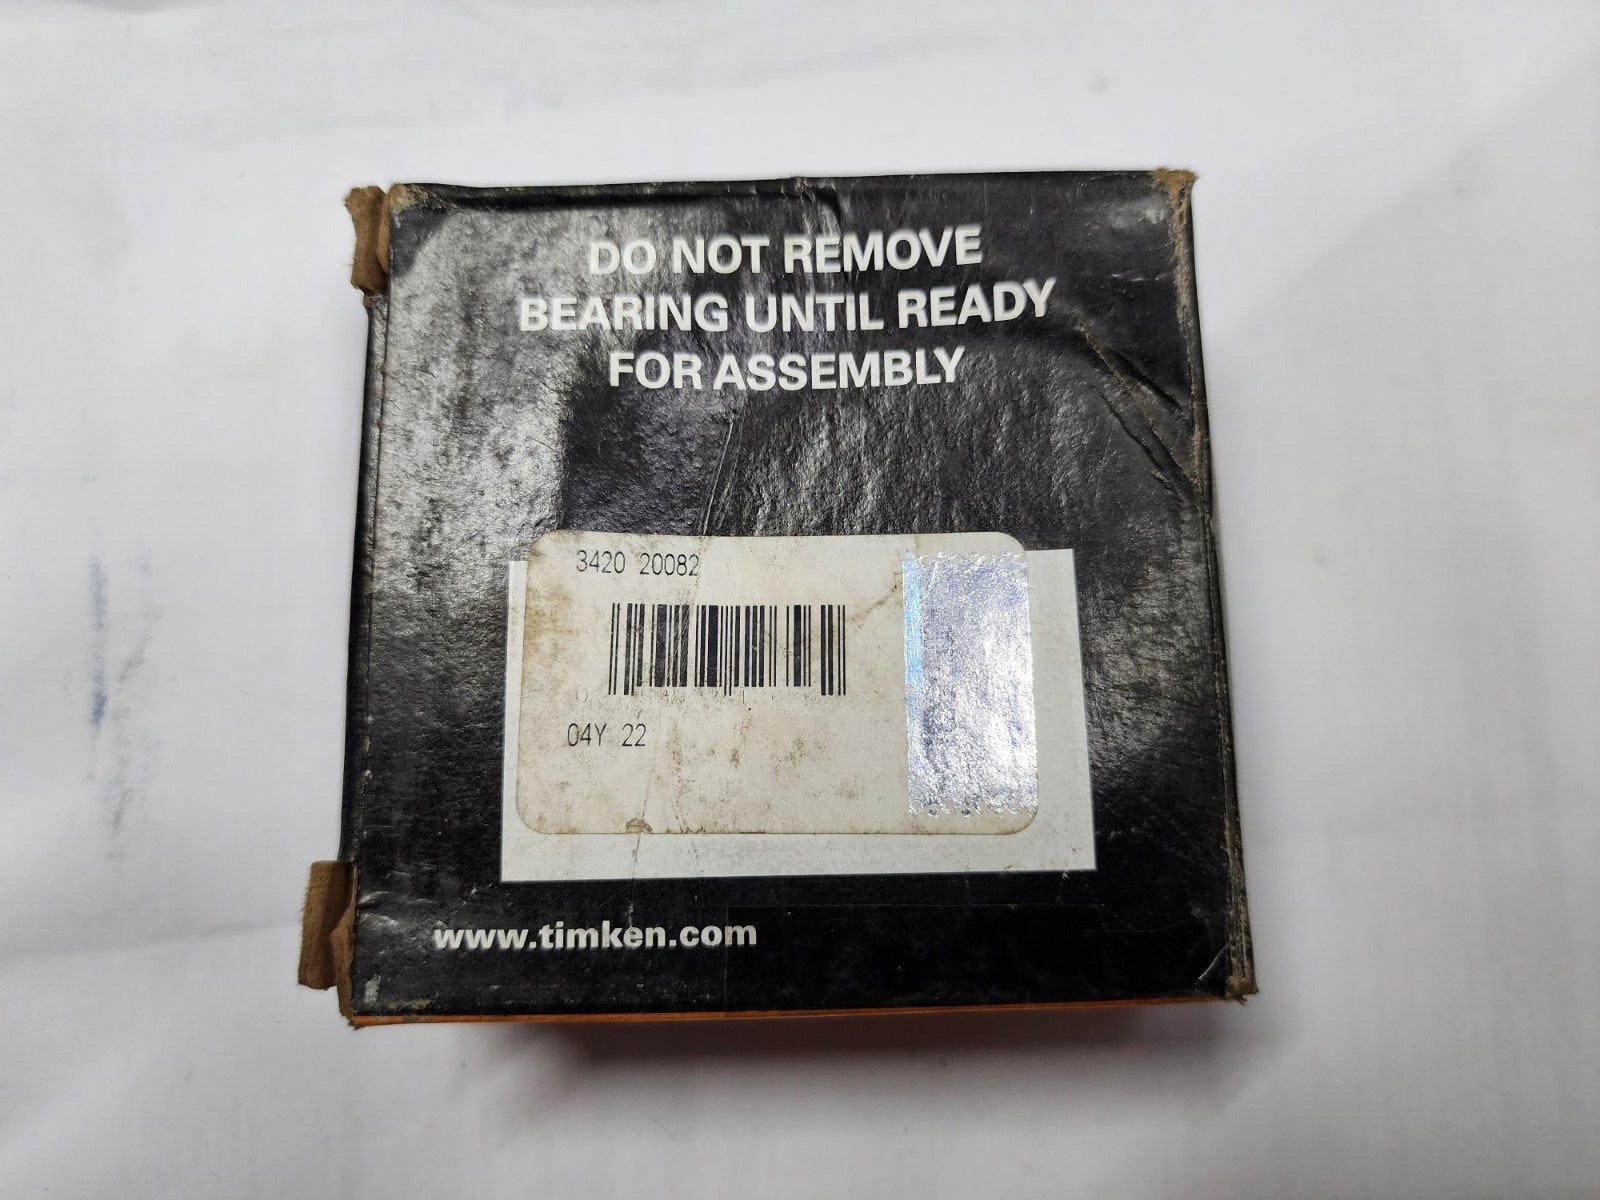 DO NOT REMOVE
BEARING UNTIL READY
FOR ASSEMBLY
3420 20082
04Y 22
www.timken.com